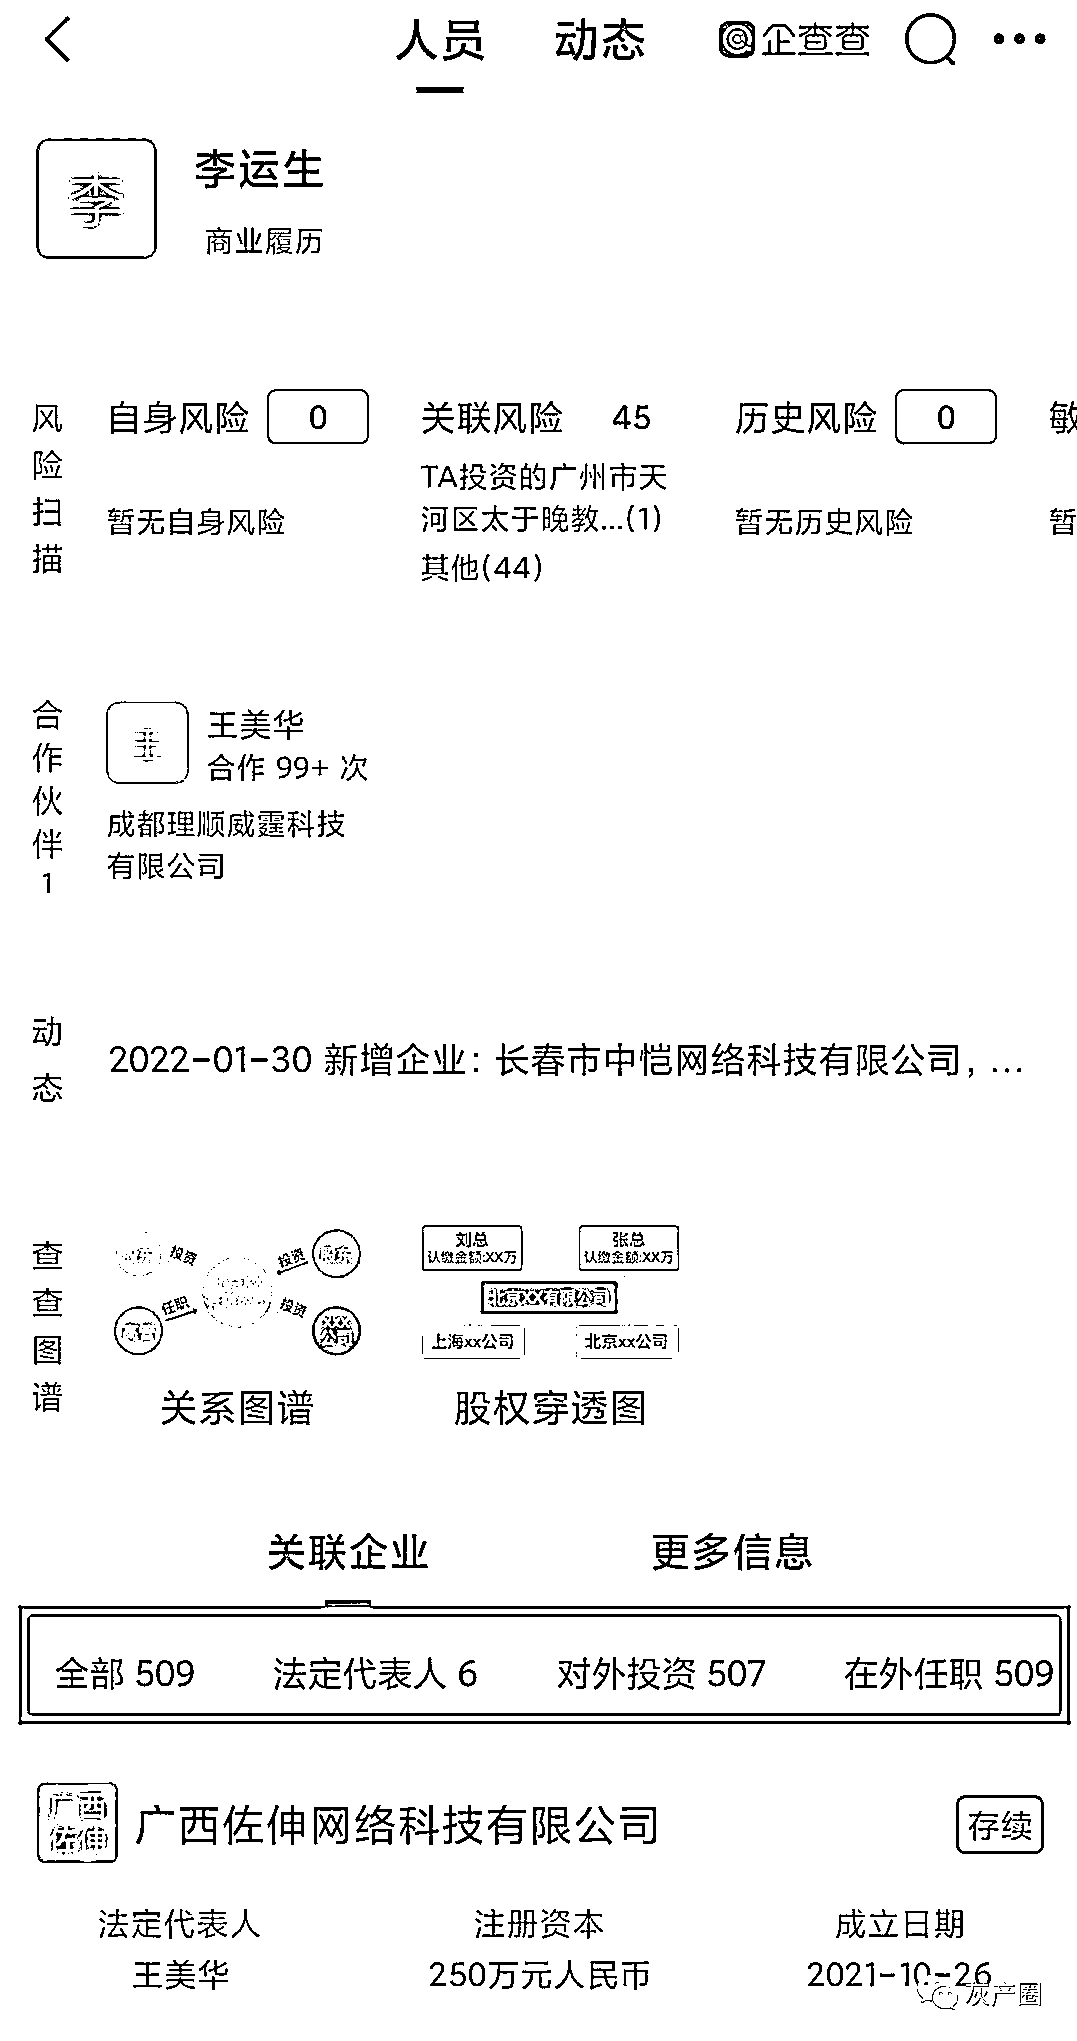 人员 动态 企查查
李
李运生
商业履历
风险扫描
自身风险 0
暂无自身风险
关联风险 45
TA投资的广州市天
河区太于晚教...(1)
其他(44)
历史风险 0
暂无历史风险
敏
暂
合作伙伴1
王美华
合作 99+ 次
成都理顺威霆科技
有限公司
动态
2022-01-30 新增企业：长春市中恺网络科技有限公司，...
查查图谱
投资 投资 股东
任职 投资
高管 公司
关系图谱
刘总
认缴金额:XX万
张总
认缴金额:XX万
北京XX有限公司
上海xx公司 北京xx公司
股权穿透图
关联企业 更多信息
全部 509 法定代表人 6 对外投资 507 在外任职 509
广西
佐伸
广西佐伸网络科技有限公司 存续
法定代表人 注册资本 成立日期
王美华 250万元人民币 2021-10-26
灰产圈